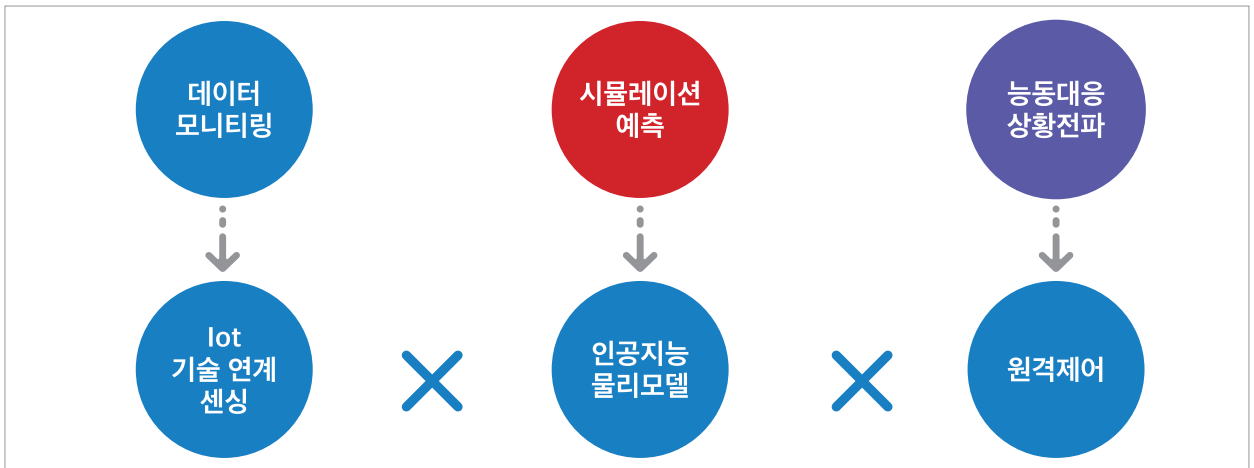 데이터
모니티링
시뮬레이션
예측
능동대응
상황전파
Iot
기술 연계
센싱
인공지능
물리모델
원격제어